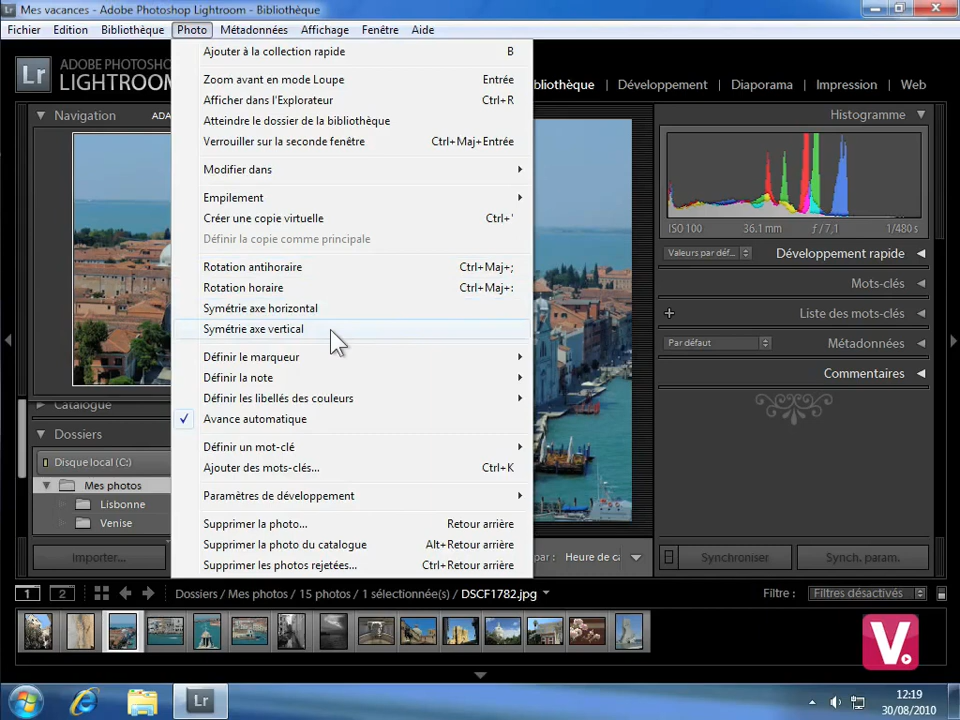 Mes vacances - Adobe Photoshop Lightroom - Bibliothèque
Fichier Edition Bibliothèque Photo Métadonnées Affichage Fenêtre Aide
Lr
ADOBE PHOTOSHOP
LIGHTROOM
Développement Diaporama Impression Web
Navigation
Ajouter à la collection rapide B
Zoom avant en mode Loupe Entrée
Afficher dans l'Explorateur Ctrl+R
Atteindre le dossier de la bibliothèque
Verrouiller sur la seconde fenêtre Ctrl+Maj+Entrée
Modifier dans
Empilement
Créer une copie virtuelle Ctrl+'
Définir la copie comme principale
Rotation antihoraire Ctrl+Maj+;
Rotation horaire Ctrl+Maj+:
Symétrie axe horizontal
Symétrie axe vertical
Définir le marqueur
Définir la note
Définir les libellés des couleurs
Avance automatique
Définir un mot-clé
Ajouter des mots-clés... Ctrl+K
Paramètres de développement
Supprimer la photo... Retour arrière
Supprimer la photo du catalogue Alt+Retour arrière
Supprimer les photos rejetées... Ctrl+Retour arrière
Histogramme
ISO 100 36.1 mm ƒ / 7,1 1/480 s
Valeurs par déf... Développement rapide
Mots-clés
+ Liste des mots-clés
Par défaut Métadonnées
Commentaires
Catalogue
Dossiers
Disque local (C:)
Mes photos
Lisbonne
Venise
Importer...
par : Heure de ca
Synchroniser Synch. param.
1 2 Dossiers / Mes photos / 15 photos / 1 sélectionnée(s) / DSCF1782.jpg
Filtre : Filtres désactivés
V
Lr
12:19
30/08/2010